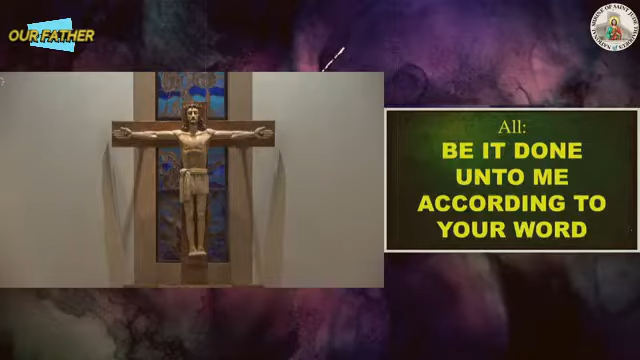 OUR FATHER
All:
BE IT DONE
UNTO ME
ACCORDING TO
YOUR WORD